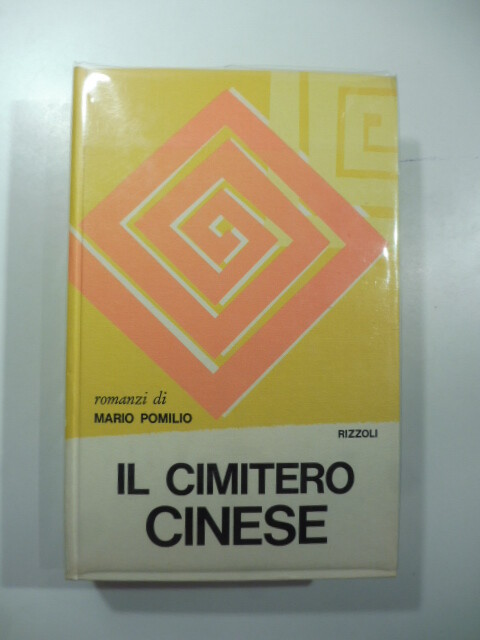 romanzi di
MARIO POMILIO
RIZZOLI
IL CIMITERO
CINESE